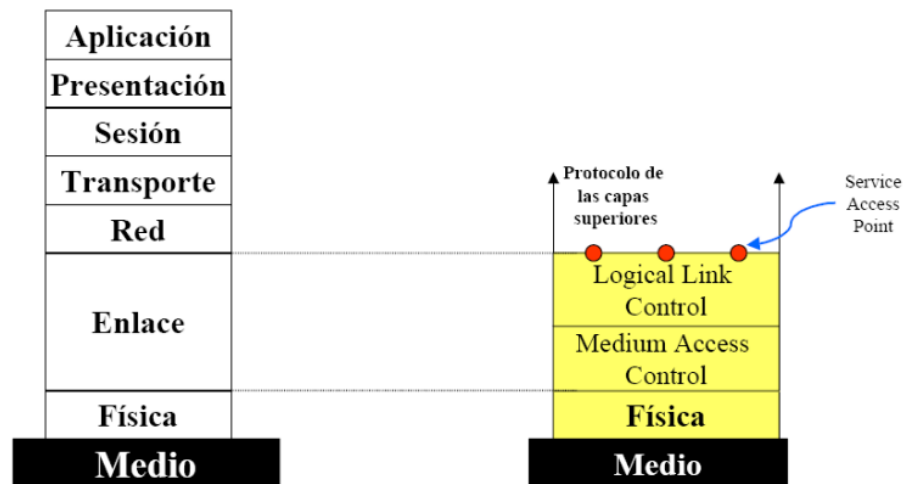 Aplicación
Presentación
Sesión
Transporte
Red
Enlace
Física
Medio
Protocolo de
las capas
superiores
Service
Access
Point
Logical Link
Control
Medium Access
Control
Física
Medio